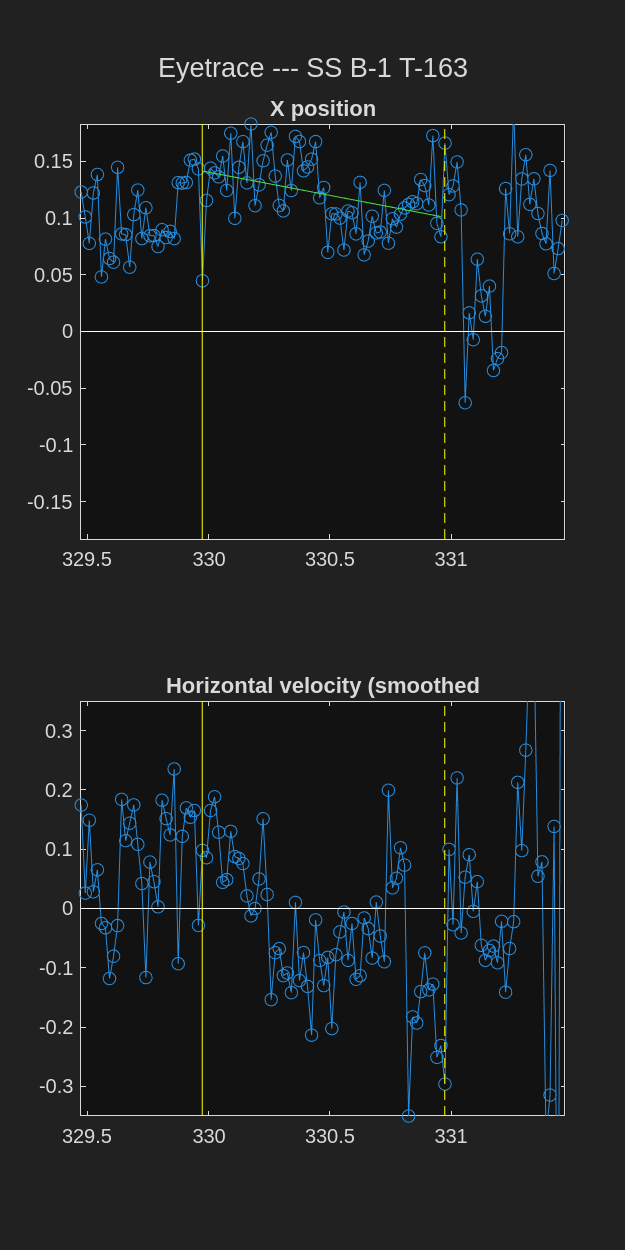 Eyetrace --- SS B-1 T-163
X position
0.15
0.1
0.05
0
-0.05
-0.1
-0.15
329.5 330 330.5 331
Horizontal velocity (smoothed
0.3
0.2
0.1
0
-0.1
-0.2
-0.3
329.5 330 330.5 331